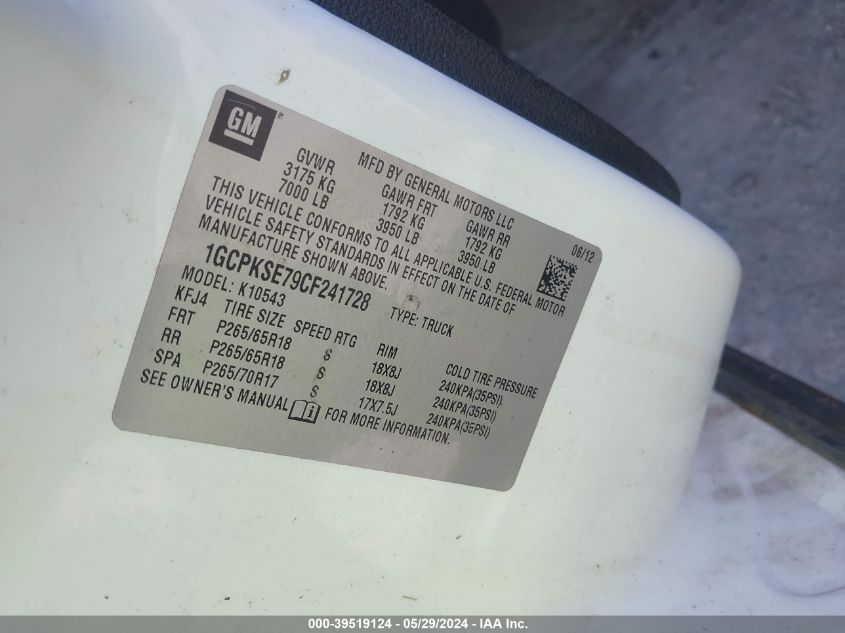 GM®
MFD BY GENERAL MOTORS LLC 06/12
GVWR GAWR FRT GAWR RR
3175 KG 1792 KG 1792 KG
7000 LB 3950 LB 3950 LB
THIS VEHICLE CONFORMS TO ALL APPLICABLE U.S. FEDERAL MOTOR
VEHICLE SAFETY STANDARDS IN EFFECT ON THE DATE OF
MANUFACTURE SHOWN ABOVE.
1GCPKSE79CF241728 TYPE: TRUCK
MODEL: K10543
KFJ4 TIRE SIZE SPEED RTG RIM COLD TIRE PRESSURE
FRT P265/65R18 S 18X8J 240KPA(35PSI)
RR P265/65R18 S 18X8J 240KPA(35PSI)
SPA P265/70R17 S 17X7.5J 240KPA(35PSI)
SEE OWNER'S MANUAL i FOR MORE INFORMATION.
000-39519124 - 05/29/2024 - IAA Inc.